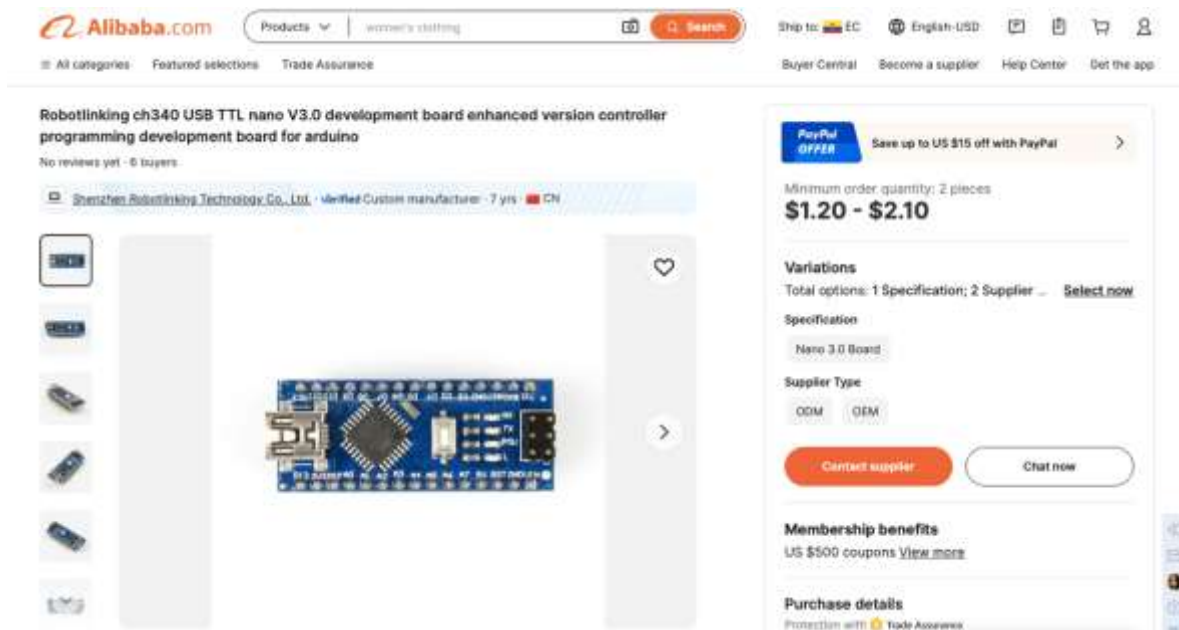 Alibaba.com
Products
women's clothing
Search
Ship to: EC
English-USD
All categories
Featured selections
Trade Assurance
Buyer Central
Become a supplier
Help Center
Get the app
Robotlinking ch340 USB TTL nano V3.0 development board enhanced version controller
programming development board for arduino
No reviews yet · 6 buyers
Shenzhen Robotlinking Technology Co., Ltd. · Verified Custom manufacturer · 7 yrs · CN
PayPal
OFFER
Save up to US $15 off with PayPal
Minimum order quantity: 2 pieces
$1.20 - $2.10
Variations
Total options: 1 Specification; 2 Supplier ...
Select now
Specification
Nano 3.0 Board
Supplier Type
ODM
OEM
Contact supplier
Chat now
Membership benefits
US $500 coupons View more
Purchase details
Protection with Trade Assurance